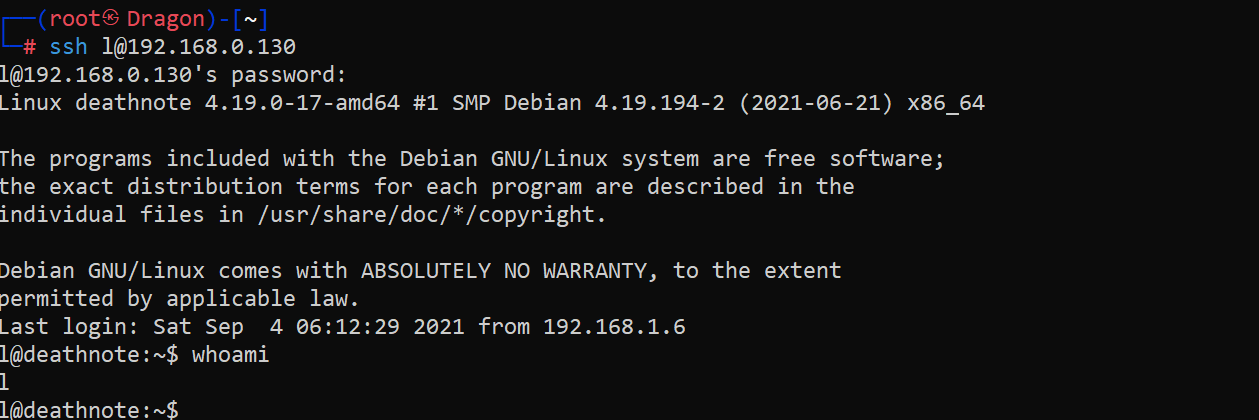 ┌──(root㉿Dragon)-[~]
└─# ssh l@192.168.0.130
l@192.168.0.130's password:
Linux deathnote 4.19.0-17-amd64 #1 SMP Debian 4.19.194-2 (2021-06-21) x86_64
The programs included with the Debian GNU/Linux system are free software;
the exact distribution terms for each program are described in the
individual files in /usr/share/doc/*/copyright.
Debian GNU/Linux comes with ABSOLUTELY NO WARRANTY, to the extent
permitted by applicable law.
Last login: Sat Sep  4 06:12:29 2021 from 192.168.1.6
l@deathnote:~$ whoami
l
l@deathnote:~$